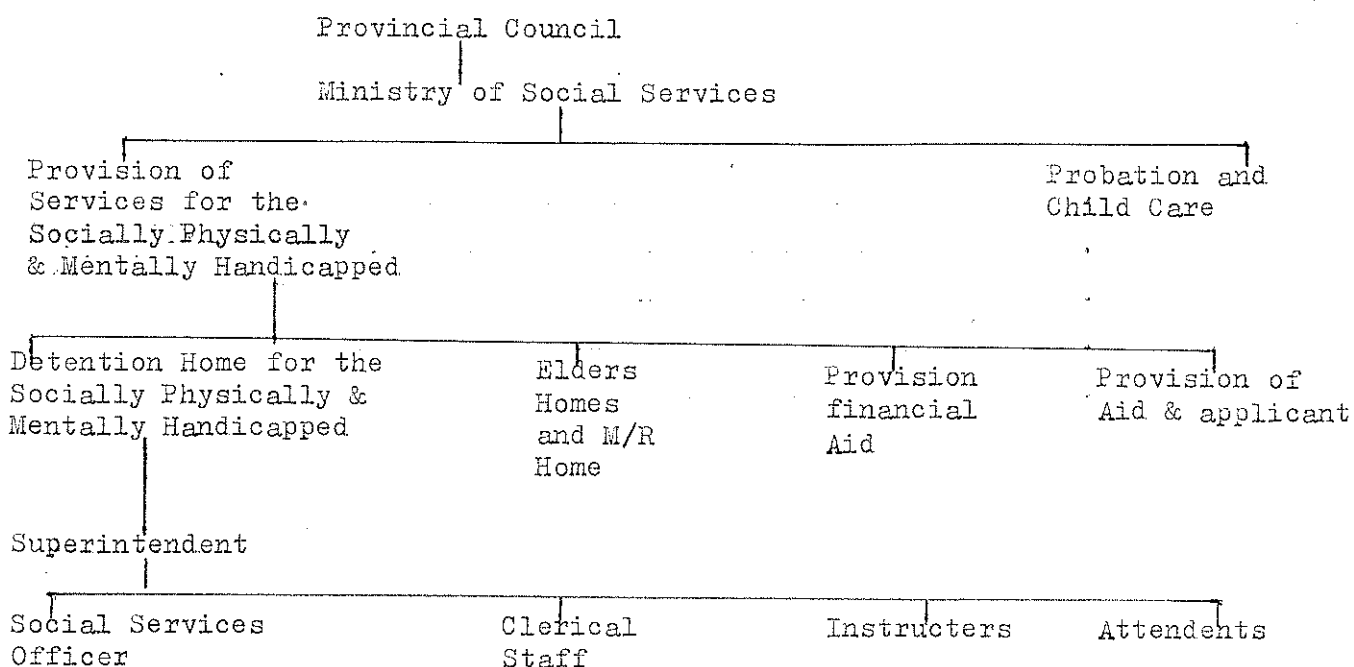 Provincial Council
Ministry of Social Services
Provision of
Services for the
Socially Physically
& Mentally Handicapped
Probation and
Child Care
Detention Home for the
Socially Physically &
Mentally Handicapped
Elders
Homes
and M/R
Home
Provision
financial
Aid
Provision of
Aid & applicant
Superintendent
Social Services
Officer
Clerical
Staff
Instructers
Attendents